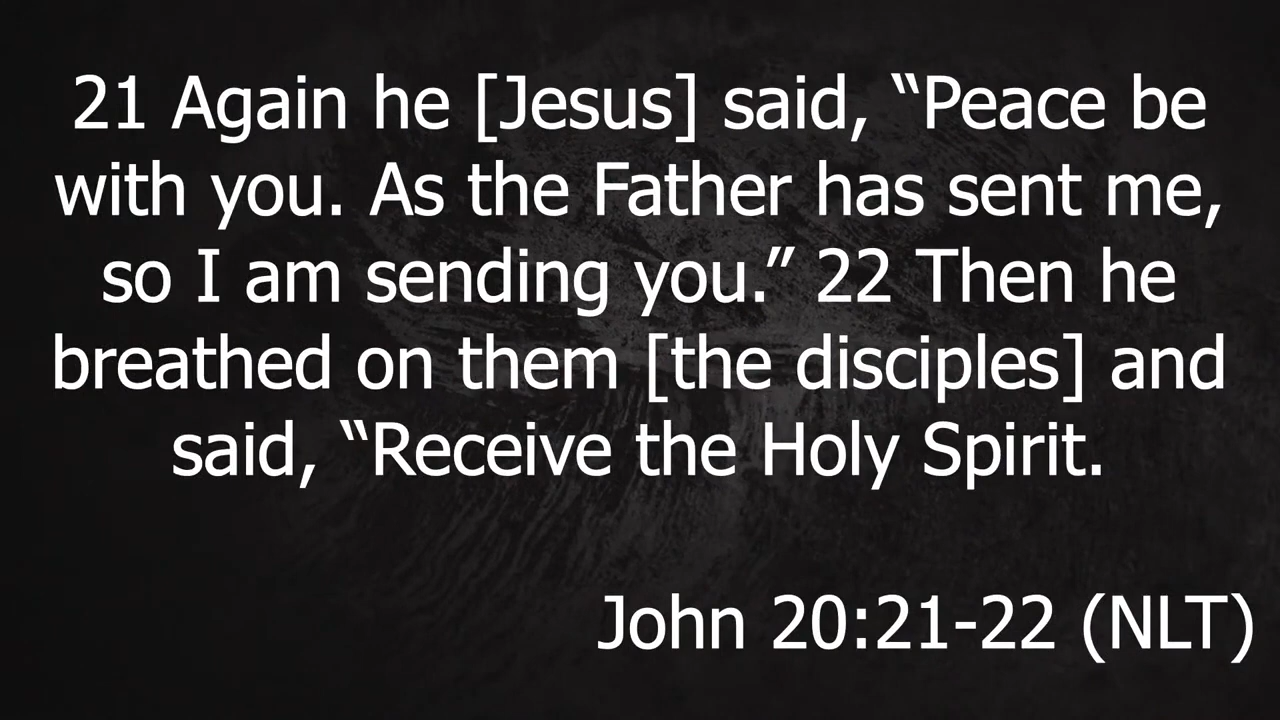 21 Again he [Jesus] said, “Peace be
with you. As the Father has sent me,
so I am sending you.” 22 Then he
breathed on them [the disciples] and
said, “Receive the Holy Spirit.
John 20:21-22 (NLT)